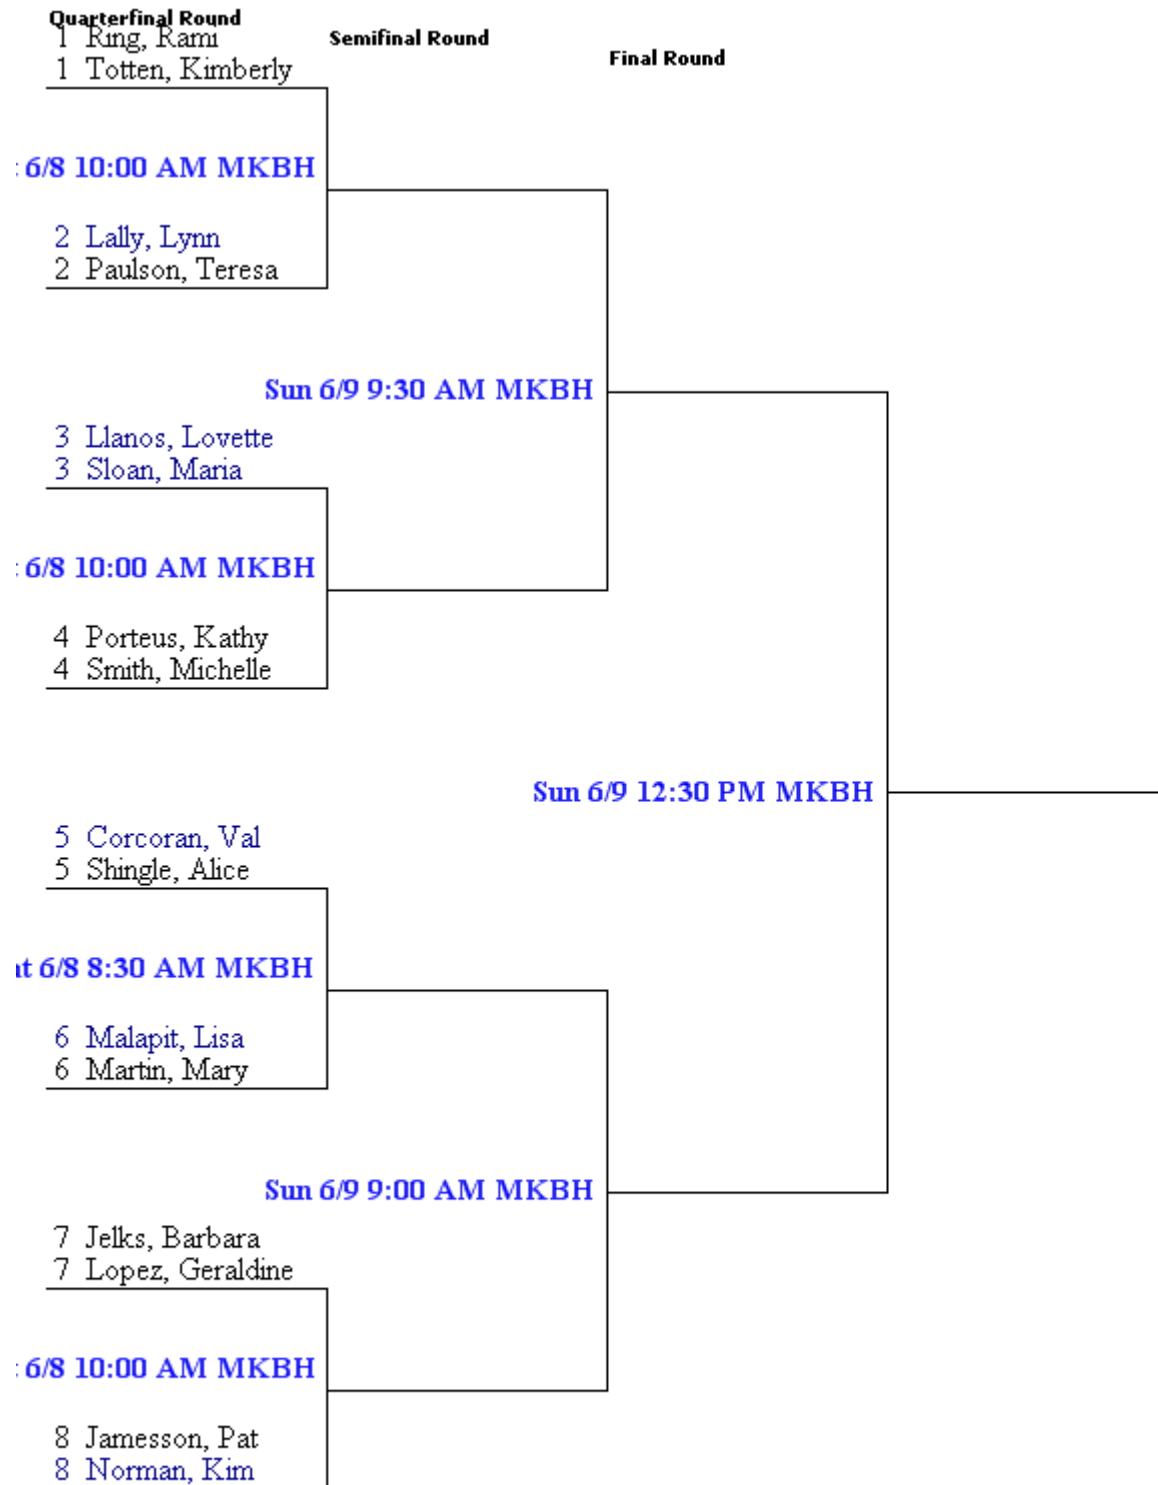 Quarterfinal Round
Semifinal Round
Final Round
1 Ring, Rami
1 Totten, Kimberly
6/8 10:00 AM MKBH
2 Lally, Lynn
2 Paulson, Teresa
Sun 6/9 9:30 AM MKBH
3 Llanos, Lovette
3 Sloan, Maria
6/8 10:00 AM MKBH
4 Porteus, Kathy
4 Smith, Michelle
Sun 6/9 12:30 PM MKBH
5 Corcoran, Val
5 Shingle, Alice
at 6/8 8:30 AM MKBH
6 Malapit, Lisa
6 Martin, Mary
Sun 6/9 9:00 AM MKBH
7 Jelks, Barbara
7 Lopez, Geraldine
6/8 10:00 AM MKBH
8 Jamesson, Pat
8 Norman, Kim